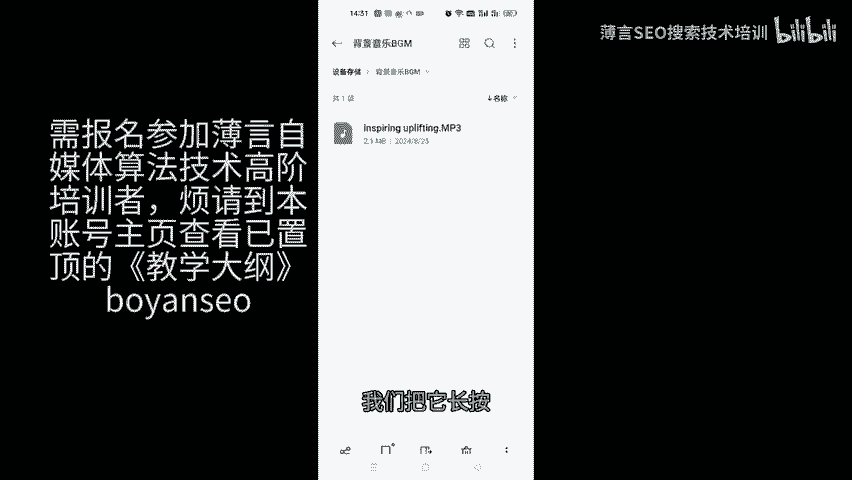 14:31
薄言SEO搜索技术培训 bilibili
背景音乐BGM
设备存储 > 背景音乐BGM
共 1 项
名称
Inspiring uplifting.MP3
2.1 MB | 2024/8/23
需报名参加薄言自
媒体算法技术高阶
培训者，烦请到本
账号主页查看已置
顶的《教学大纲》
boyanseo
我们把它长按